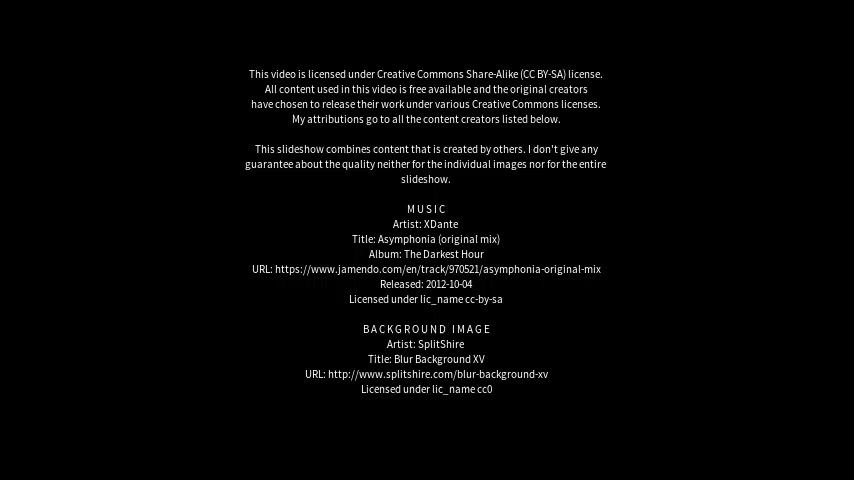 This video is licensed under Creative Commons Share-Alike (CC BY-SA) license.
All content used in this video is free available and the original creators
have chosen to release their work under various Creative Commons licenses.
My attributions go to all the content creators listed below.
This slideshow combines content that is created by others. I don't give any
guarantee about the quality neither for the individual images nor for the entire
slideshow.
MUSIC
Artist: XDante
Title: Asymphonia (original mix)
Album: The Darkest Hour
URL: https://www.jamendo.com/en/track/970521/asymphonia-original-mix
Released: 2012-10-04
Licensed under lic_name cc-by-sa
BACKGROUND IMAGE
Artist: SplitShire
Title: Blur Background XV
URL: http://www.splitshire.com/blur-background-xv
Licensed under lic_name cc0